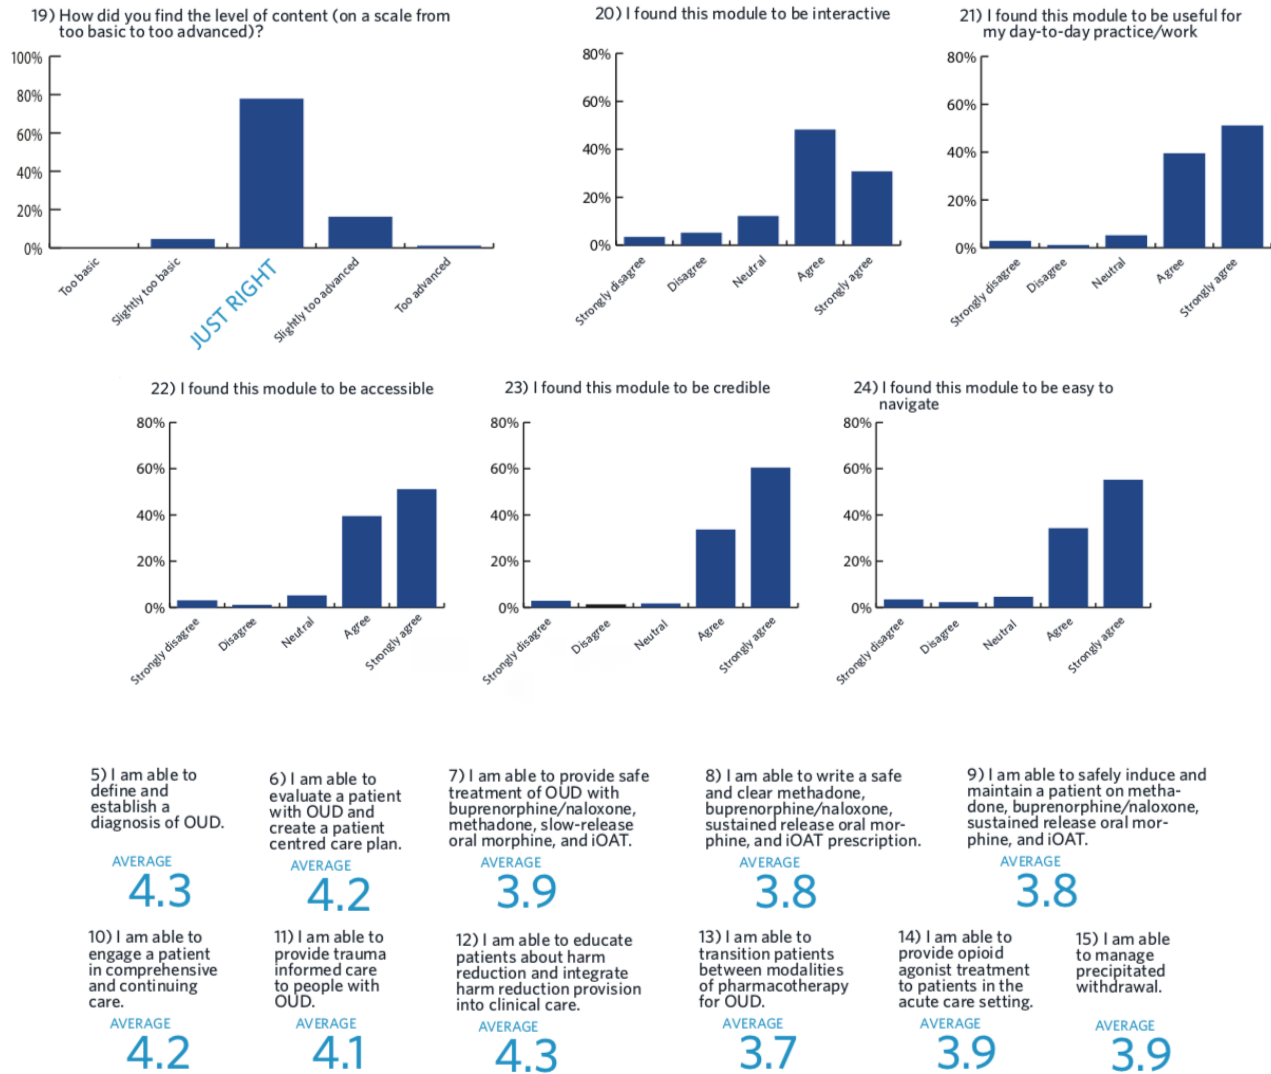 19) How did you find the level of content (on a scale from
too basic to too advanced)?
100%
80%
60%
40%
20%
0%
Too basic
Slightly too basic
JUST RIGHT
Slightly too advanced
Too advanced
20) I found this module to be interactive
80%
60%
40%
20%
0%
Strongly disagree
Disagree
Neutral
Agree
Strongly agree
21) I found this module to be useful for
my day-to-day practice/work
80%
60%
40%
20%
0%
Strongly disagree
Disagree
Neutral
Agree
Strongly agree
22) I found this module to be accessible
80%
60%
40%
20%
0%
Strongly disagree
Disagree
Neutral
Agree
Strongly agree
23) I found this module to be credible
80%
60%
40%
20%
0%
Strongly disagree
Disagree
Neutral
Agree
Strongly agree
24) I found this module to be easy to
navigate
80%
60%
40%
20%
0%
Strongly disagree
Disagree
Neutral
Agree
Strongly agree
5) I am able to
define and
establish a
diagnosis of OUD.
AVERAGE
4.3
6) I am able to
evaluate a patient
with OUD and
create a patient
centred care plan.
AVERAGE
4.2
7) I am able to provide safe
treatment of OUD with
buprenorphine/naloxone,
methadone, slow-release
oral morphine, and iOAT.
AVERAGE
3.9
8) I am able to write a safe
and clear methadone,
buprenorphine/naloxone,
sustained release oral mor-
phine, and iOAT prescription.
AVERAGE
3.8
9) I am able to safely induce and
maintain a patient on metha-
done, buprenorphine/naloxone,
sustained release oral mor-
phine, and iOAT.
AVERAGE
3.8
10) I am able to
engage a patient
in comprehensive
and continuing
care.
AVERAGE
4.2
11) I am able to
provide trauma
informed care
to people with
OUD.
AVERAGE
4.1
12) I am able to educate
patients about harm
reduction and integrate
harm reduction provision
into clinical care.
AVERAGE
4.3
13) I am able to
transition patients
between modalities
of pharmacotherapy
for OUD.
AVERAGE
3.7
14) I am able to
provide opioid
agonist treatment
to patients in the
acute care setting.
AVERAGE
3.9
15) I am able
to manage
precipitated
withdrawal.
AVERAGE
3.9